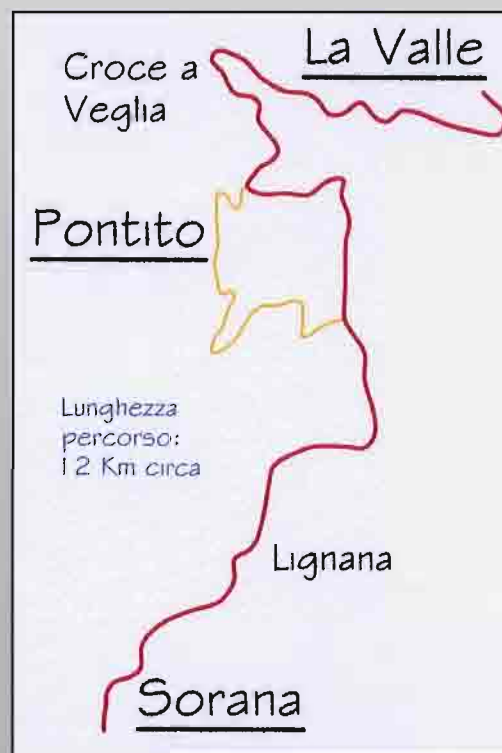 La Valle
Croce a
Veglia
Pontito
Lunghezza
percorso:
12 Km circa
Lignana
Sorana